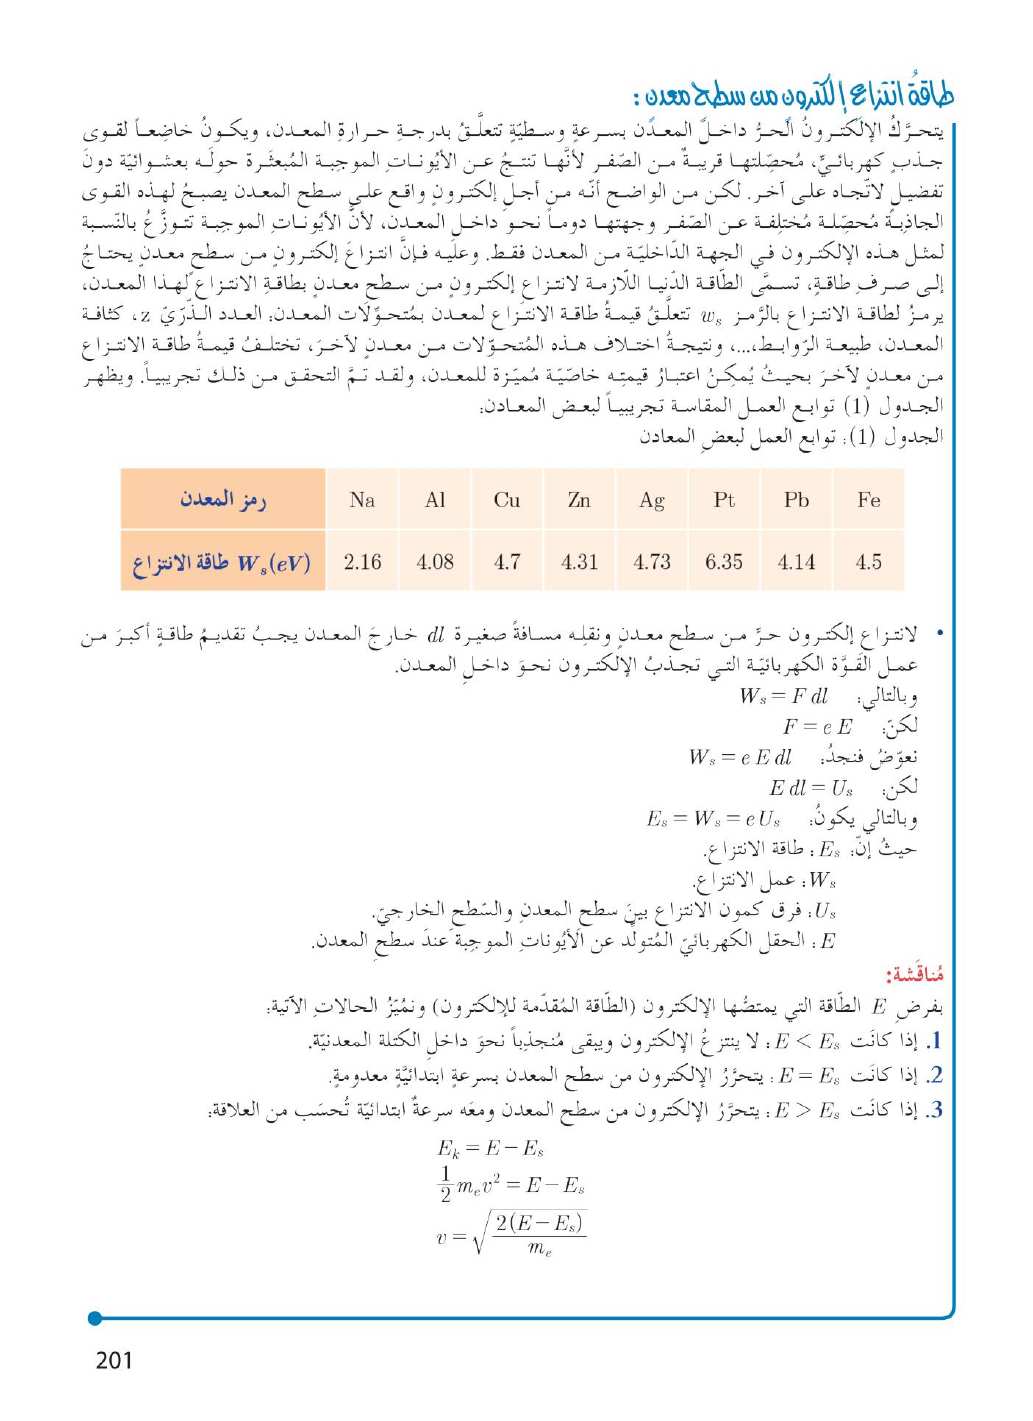 طاقةُ انتزاع إلكترون من سطح معدن :
يتحرَّكُ الإلكترونُ الحرُّ داخلَ المعدن بسرعةٍ وسطيّةٍ تتعلَّقُ بدرجةِ حرارةِ المعدن، ويكونُ خاضِعاً لقوى
جذبٍ كهربائيٍّ، مُحصِّلتها قريبةٌ من الصّفر لأنَّها تنتجُ عن الأيُوناتِ الموجبة المُبعثَرة حولَه بعشوائيّة دونَ
تفضيلٍ لاتّجاه على آخر. لكن من الواضح أنّه من أجلِ إلكترونٍ واقع على سطح المعدن يصبحُ لهذه القوى
الجاذبةُ مُحصِّلة مُختلِفة عن الصّفر وجهتها دوماً نحوَ داخلِ المعدن، لأنَّ الأيُوناتِ الموجبة تتوزَّعُ بالنّسبة
لمثل هذه الإلكترون في الجهة الدّاخليّة من المعدن فقط. وعلَيه فإنَّ انتزاعَ إلكترونٍ من سطحِ معدنٍ يحتاجُ
إلى صرفِ طاقةٍ، تسمَّى الطّاقة الدّنيا اللّازمة لانتزاعِ إلكترونٍ من سطحِ معدنٍ بطاقةِ الانتزاعِ لهذا المعدن،
يرمزُ لطاقة الانتزاع بالرَّمز ws تتعلَّقُ قيمةُ طاقة الانتزاعِ لمعدن بمُتحوِّلات المعدن: العدد الذّريّ z، كثافة
المعدن، طبيعة الرّوابط،...، ونتيجةُ اختلاف هذه المُتحوّلات من معدنٍ لآخرَ، تختلفُ قيمةُ طاقةِ الانتزاع
من معدنٍ لآخرَ بحيثُ يُمكِنُ اعتبارُ قيمتِه خاصّيّة مُميّزة للمعدن، ولقد تمَّ التحقق من ذلك تجريبياً. ويظهر
الجدول (1) توابع العمل المقاسة تجريبياً لبعض المعادن:
الجدول (1): توابع العمل لبعضِ المعادن
رمز المعدن Na Al Cu Zn Ag Pt Pb Fe
طاقة الانتزاع Ws(eV) 2.16 4.08 4.7 4.31 4.73 6.35 4.14 4.5
• لانتزاعِ إلكترون حرٍّ من سطح معدنٍ ونقلِه مسافةً صغيرة dl خارجَ المعدن يجبُ تقديمُ طاقةٍ أكبرَ من
عمل القوَّة الكهربائيّة التي تجذبُ الإلكترون نحوَ داخلِ المعدن.
وبالتالي: Ws = F dl
لكنّ: F = e E
نعوّضُ فنجدُ: Ws = e E dl
لكن: E dl = Us
وبالتالي يكونُ: Es = Ws = e Us
حيثُ إنّ: Es : طاقة الانتزاع.
Ws: عمل الانتزاع.
Us: فرق كمون الانتزاع بينَ سطحِ المعدنِ والسّطحِ الخارجيّ.
E : الحقل الكهربائيّ المُتولِّد عن الأيُوناتِ الموجِبة عندَ سطحِ المعدن.
مُناقَشة:
بفرضِ E الطّاقة التي يمتصُّها الإلكترون (الطّاقة المُقدّمة للإلكترون) ونمُيّزُ الحالاتِ الآتية:
1. إذا كانَت E < Es : لا ينتزعُ الإلكترون ويبقى مُنجذِباً نحوَ داخلِ الكتلة المعدنيّة.
2. إذا كانَت E = Es : يتحرَّرُ الإلكترون من سطح المعدن بسرعةٍ ابتدائيَّةٍ معدومةٍ.
3. إذا كانَت E > Es : يتحرَّرُ الإلكترون من سطح المعدن ومعَه سرعةٌ ابتدائيّة تُحسَب من العلاقة:
Ek = E − Es
1/2 me v² = E − Es
v = √(2(E − Es)/me)
201